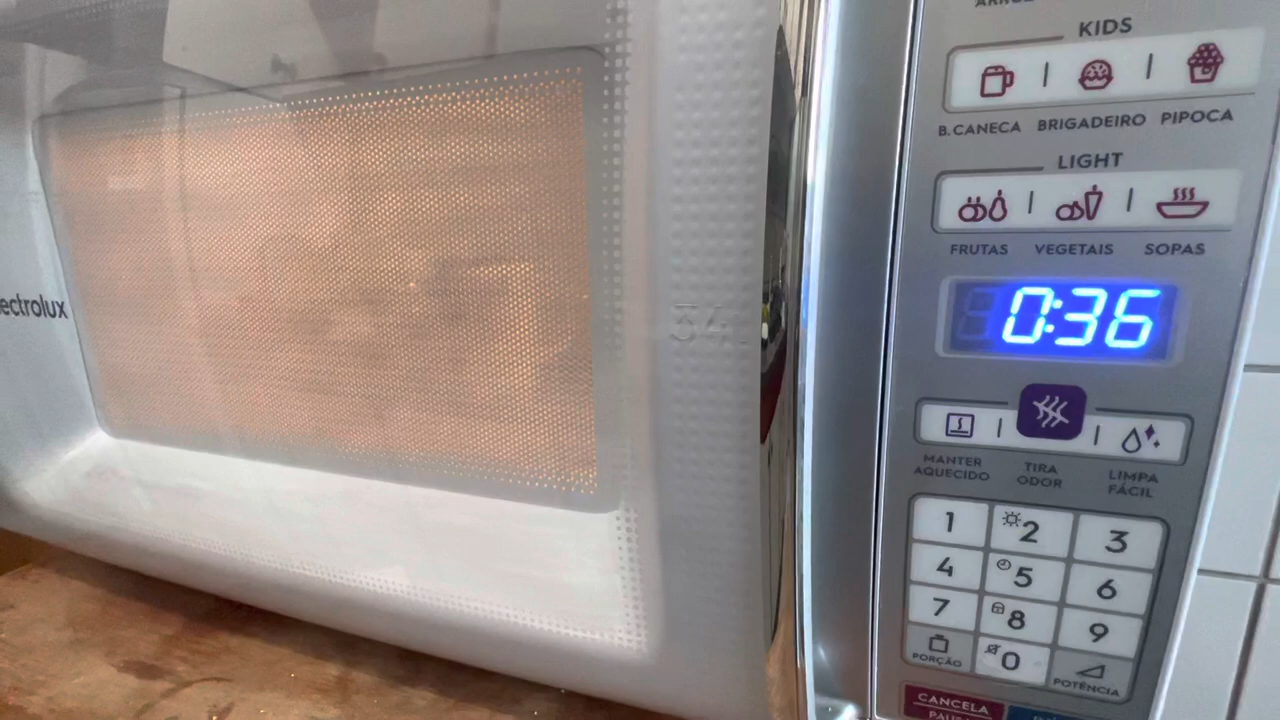 KIDS
B. CANECA BRIGADEIRO PIPOCA
LIGHT
FRUTAS VEGETAIS SOPAS
0:36
MANTER AQUECIDO
TIRA ODOR
LIMPA FÁCIL
1 2 3
4 5 6
7 8 9
PORÇÃO 0 POTÊNCIA
CANCELA
34L